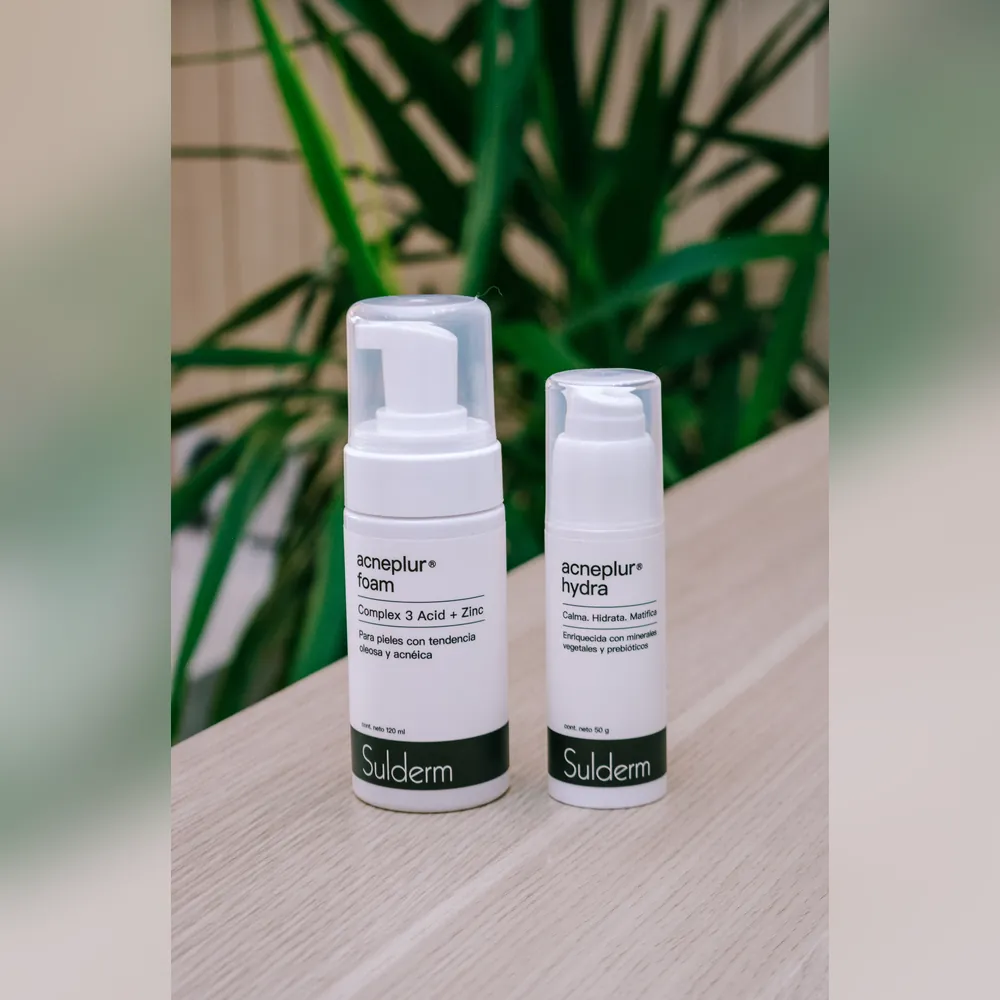 acneplur®
foam
Complex 3 Acid + Zinc
Para pieles con tendencia
oleosa y acnéica
cont. neto 120 ml
Sulderm
acneplur®
hydra
Calma. Hidrata. Matifica
Enriquecida con minerales
vegetales y prebióticos
cont. neto 50 g
Sulderm